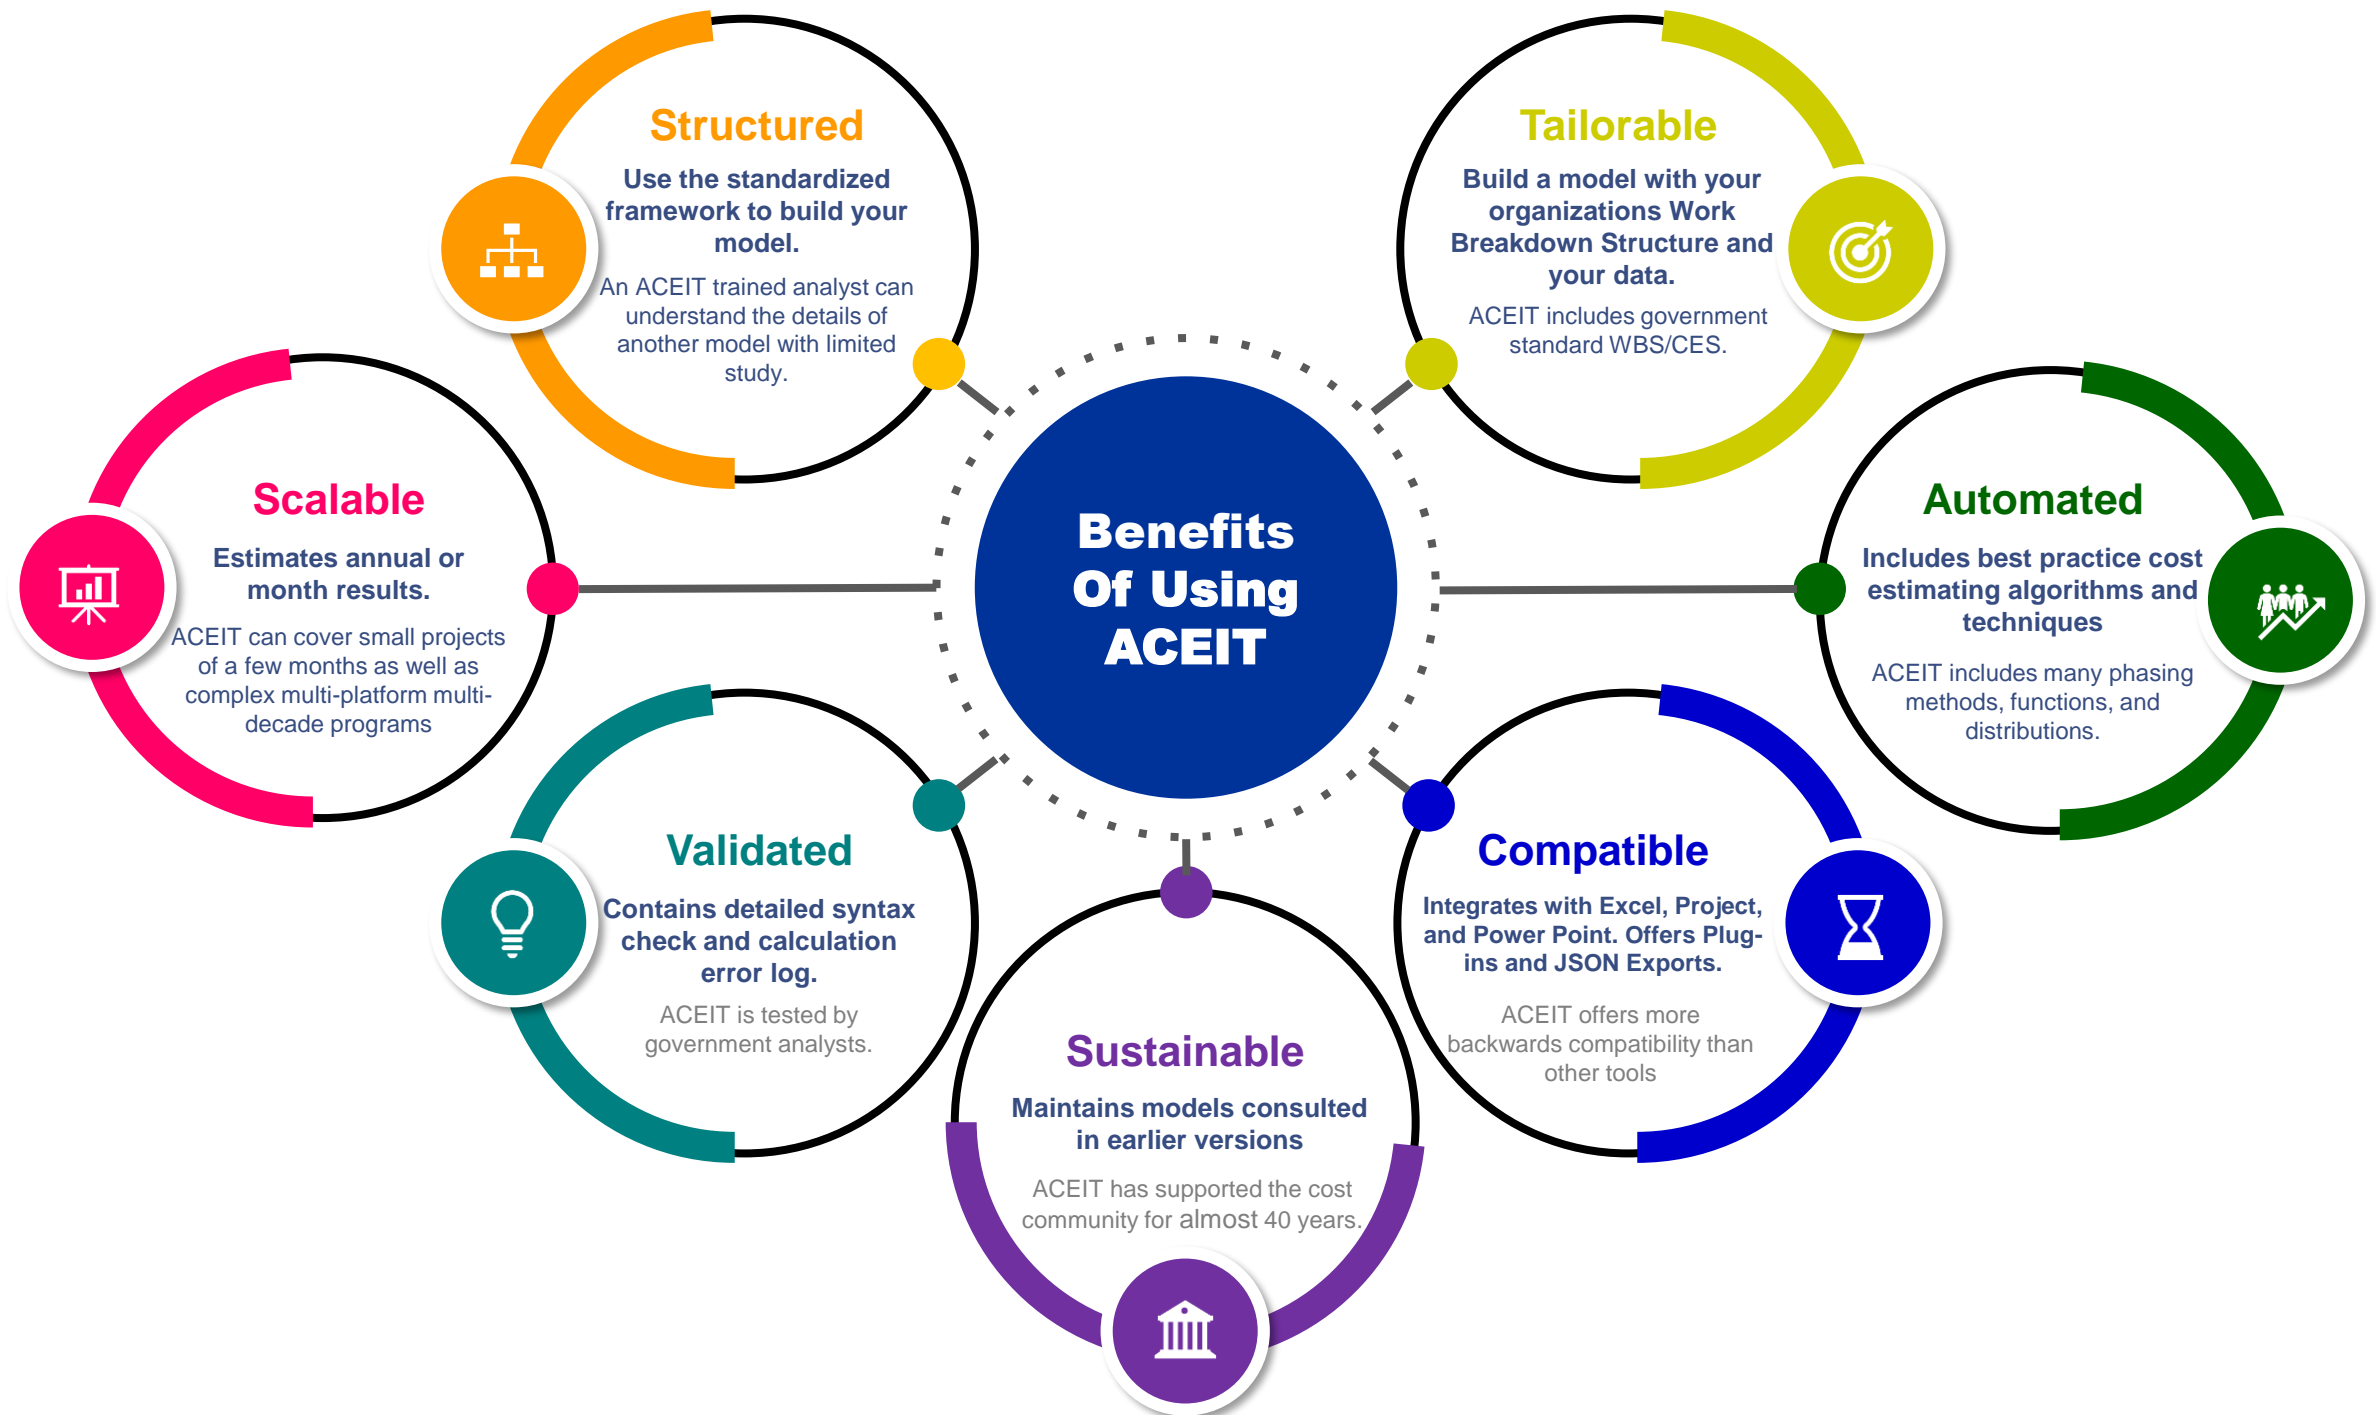 Structured
Use the standardized
framework to build your
model.
An ACEIT trained analyst can
understand the details of
another model with limited
study.
Tailorable
Build a model with your
organizations Work
Breakdown Structure and
your data.
ACEIT includes government
standard WBS/CES.
Scalable
Estimates annual or
month results.
ACEIT can cover small projects
of a few months as well as
complex multi-platform multi-
decade programs
Benefits
Of Using
ACEIT
Automated
Includes best practice cost
estimating algorithms and
techniques
ACEIT includes many phasing
methods, functions, and
distributions.
Validated
Contains detailed syntax
check and calculation
error log.
ACEIT is tested by
government analysts.
Sustainable
Maintains models consulted
in earlier versions
ACEIT has supported the cost
community for almost 40 years.
Compatible
Integrates with Excel, Project,
and Power Point. Offers Plug-
ins and JSON Exports.
ACEIT offers more
backwards compatibility than
other tools